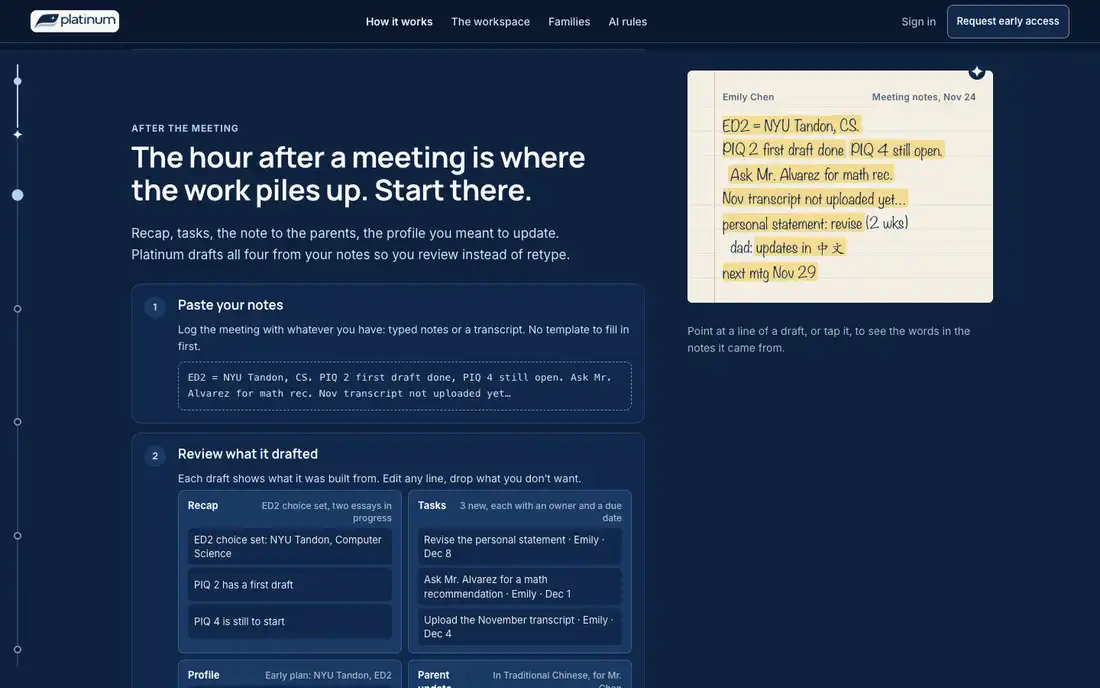 platinum
How it works
The workspace
Families
AI rules
Sign in
Request early access
AFTER THE MEETING
The hour after a meeting is where
the work piles up. Start there.
Recap, tasks, the note to the parents, the profile you meant to update.
Platinum drafts all four from your notes so you review instead of retype.
1
Paste your notes
Log the meeting with whatever you have: typed notes or a transcript. No template to fill in
first.
ED2 = NYU Tandon, CS. PIQ 2 first draft done, PIQ 4 still open. Ask Mr.
Alvarez for math rec. Nov transcript not uploaded yet…
2
Review what it drafted
Each draft shows what it was built from. Edit any line, drop what you don't want.
Recap
ED2 choice set, two essays in
progress
ED2 choice set: NYU Tandon, Computer
Science
PIQ 2 has a first draft
PIQ 4 is still to start
Tasks
3 new, each with an owner and a due
date
Revise the personal statement · Emily ·
Dec 8
Ask Mr. Alvarez for a math
recommendation · Emily · Dec 1
Upload the November transcript · Emily ·
Dec 4
Profile
Early plan: NYU Tandon, ED2
Parent
update
In Traditional Chinese, for Mr.
Chen
Emily Chen
Meeting notes, Nov 24
ED2 = NYU Tandon, CS.
PIQ 2 first draft done PIQ 4 still open.
Ask Mr. Alvarez for math rec.
Nov transcript not uploaded yet...
personal statement: revise (2 wks)
dad: updates in 中文
next mtg Nov 29
Point at a line of a draft, or tap it, to see the words in the
notes it came from.